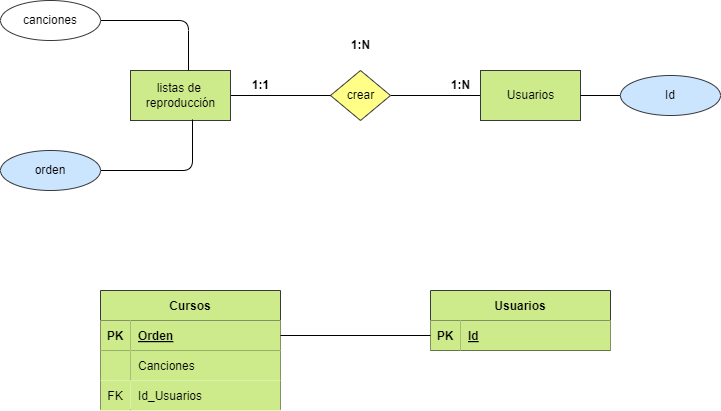 canciones
1:N
listas de
reproducción
1:1
crear
1:N
Usuarios
Id
orden
Cursos
PK Orden
Canciones
FK Id_Usuarios
Usuarios
PK Id